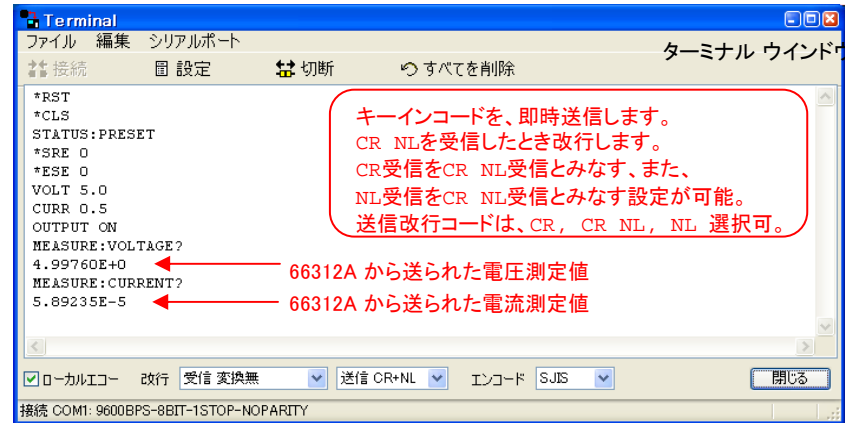 Terminal
ファイル 編集 シリアルポート
ターミナル ウインドウ
接続 設定 切断 すべてを削除
*RST
*CLS
STATUS:PRESET
*SRE 0
*ESE 0
VOLT 5.0
CURR 0.5
OUTPUT ON
MEASURE:VOLTAGE?
4.99760E+0
MEASURE:CURRENT?
5.89235E-5
キーインコードを、即時送信します。
CR NLを受信したとき改行します。
CR受信をCR NL受信とみなす、また、
NL受信をCR NL受信とみなす設定が可能。
送信改行コードは、CR, CR NL, NL 選択可。
66312A から送られた電圧測定値
66312A から送られた電流測定値
ローカルエコー 改行 受信 変換無 送信 CR+NL エンコード SJIS 閉じる
接続 COM1: 9600BPS-8BIT-1STOP-NOPARITY